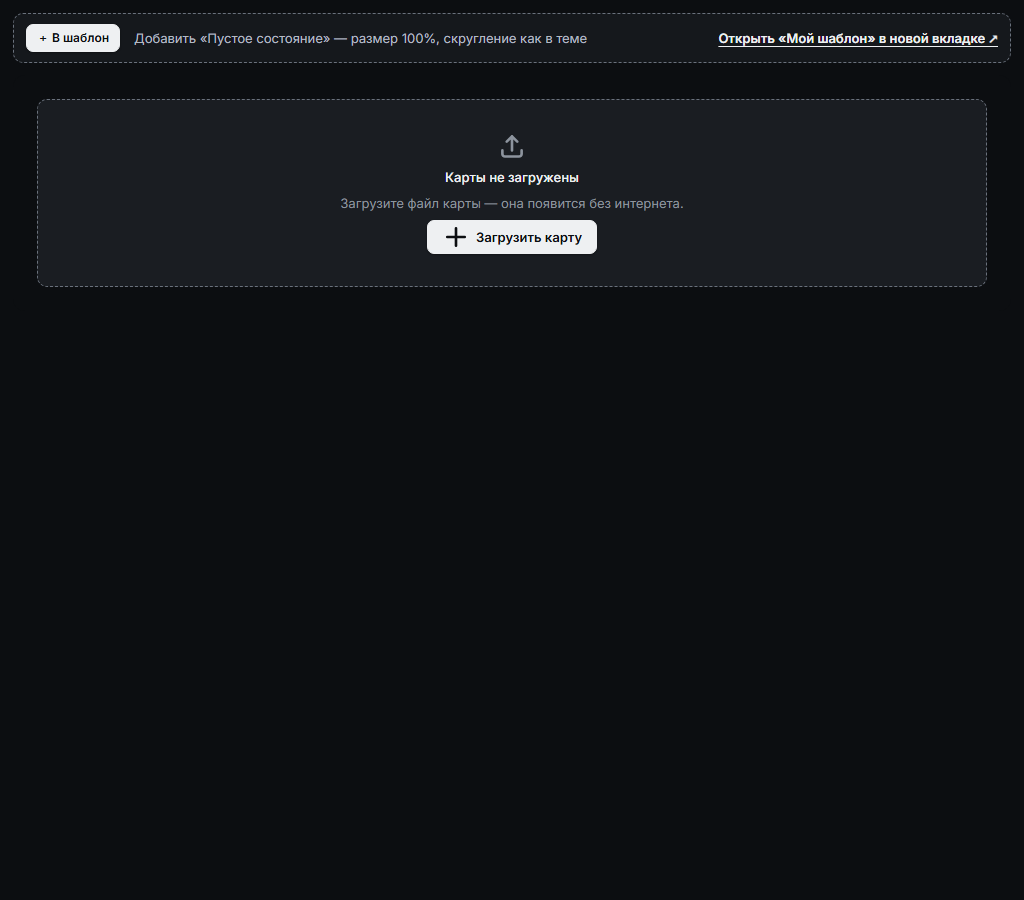 + В шаблон
Добавить «Пустое состояние» — размер 100%, скругление как в теме
Открыть «Мой шаблон» в новой вкладке ↗
Карты не загружены
Загрузите файл карты — она появится без интернета.
Загрузить карту